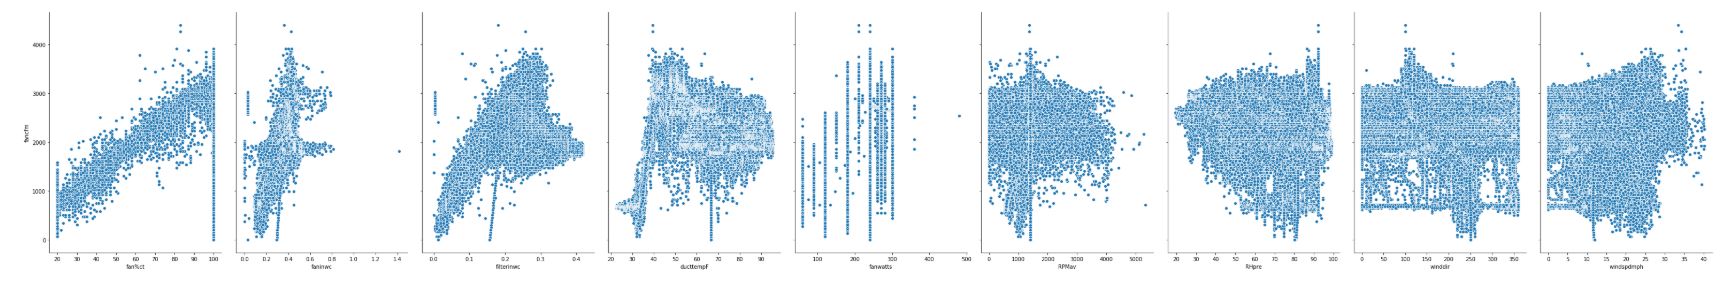 4000
3000
2000
1000
0
fancfm
20 30 40 50 60 70 80 90 100
fan%ct
0.0 0.2 0.4 0.6 0.8 1.0 1.2 1.4
faninwc
0.0 0.1 0.2 0.3 0.4
filterinwc
30 40 50 60 70 80 90
ducttempF
100 200 300 400 500
fanwatts
0 1000 2000 3000 4000 5000
RPMav
20 30 40 50 60 70 80 90 100
RHpre
0 50 100 150 200 250 300 350
winddir
0 5 10 15 20 25 30 35 40
windspdmph